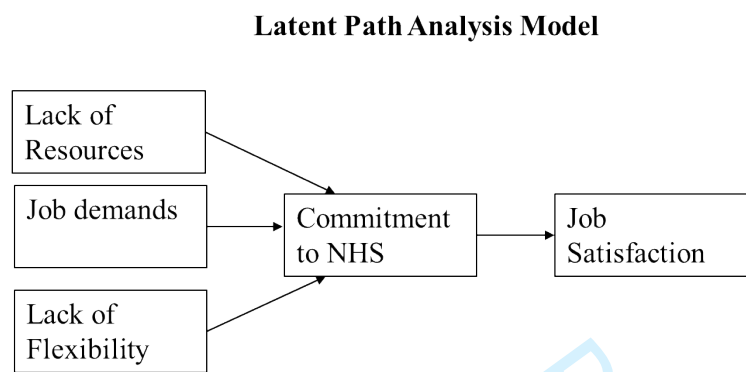 Latent Path Analysis Model
Lack of
Resources
Job demands
Commitment
to NHS
Job
Satisfaction
Lack of
Flexibility